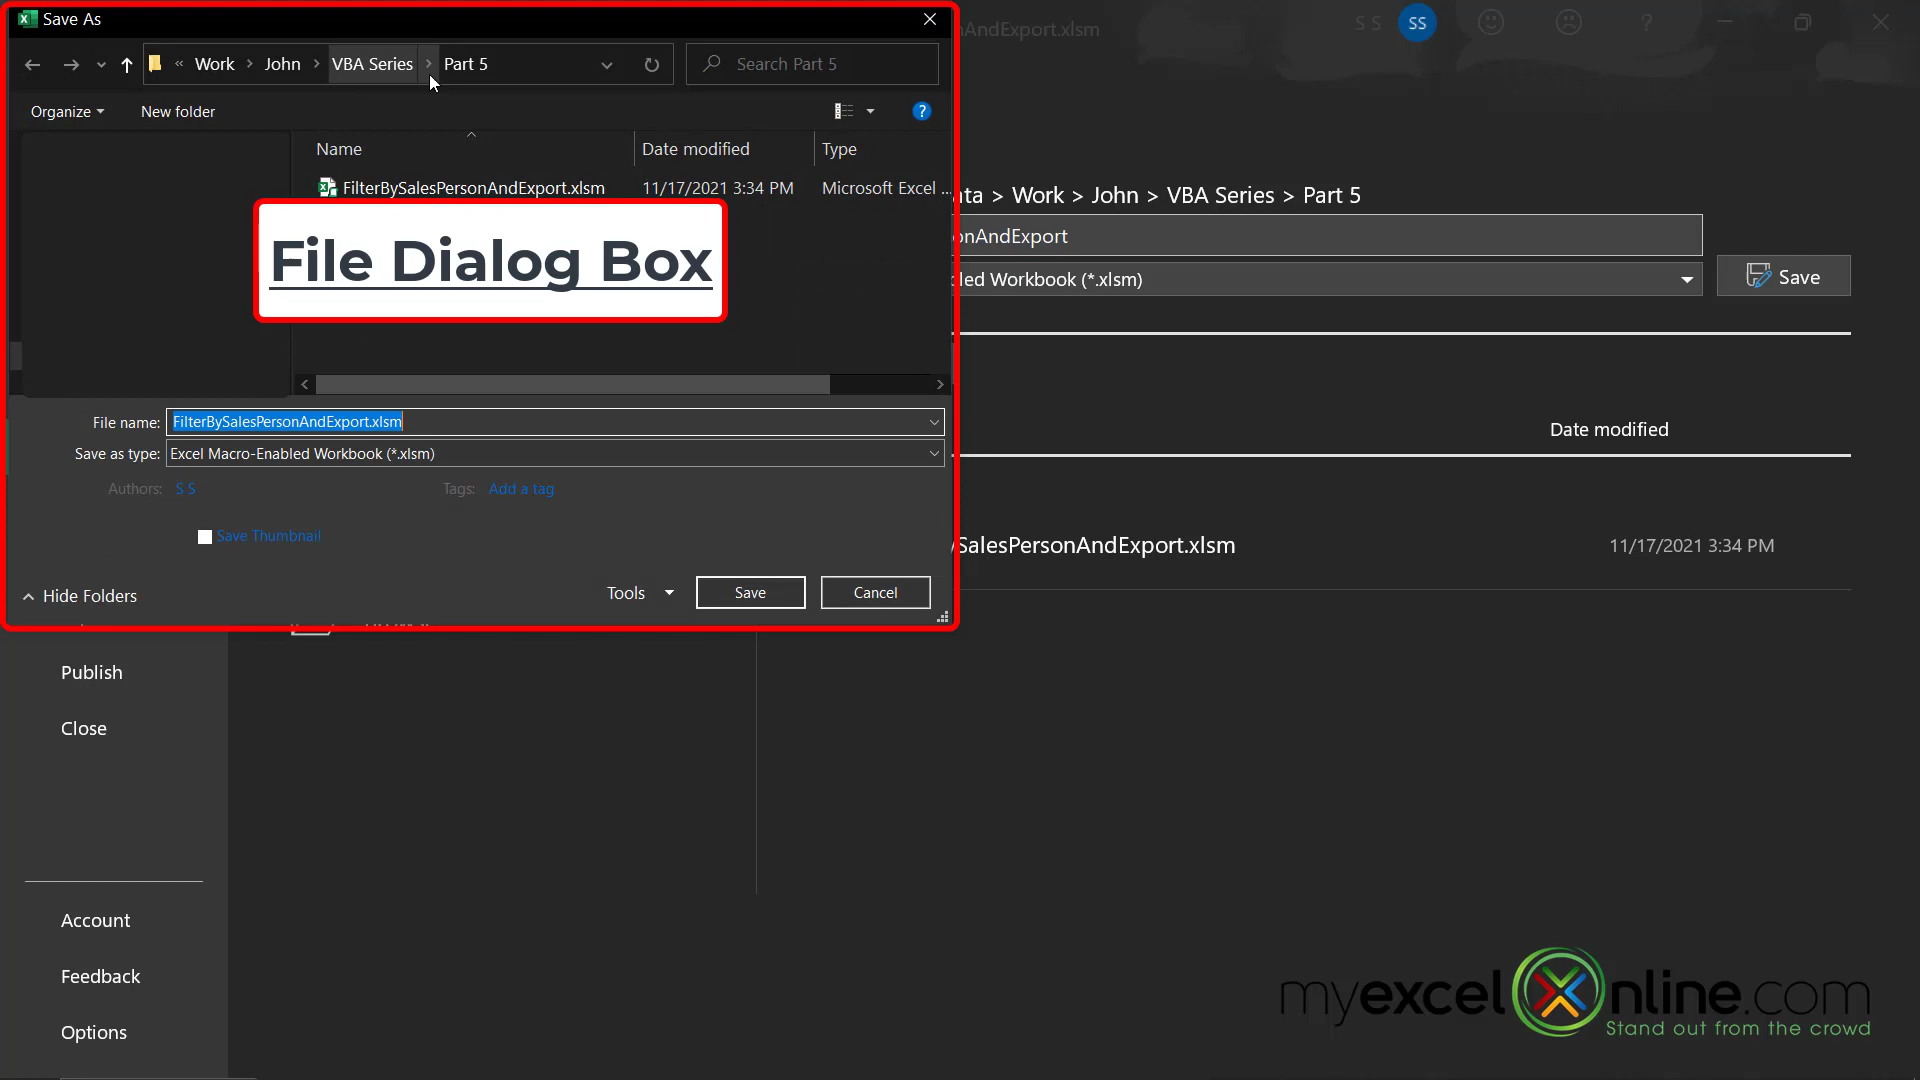 Save As
Work > John > VBA Series > Part 5
Search Part 5
Organize
New folder
Name
Date modified
Type
FilterBySalesPersonAndExport.xlsm
11/17/2021 3:34 PM
Microsoft Excel ...
File Dialog Box
File name: FilterBySalesPersonAndExport.xlsm
Save as type: Excel Macro-Enabled Workbook (*.xlsm)
Authors: S S
Tags: Add a tag
Save Thumbnail
Hide Folders
Tools
Save
Cancel
nAndExport.xlsm
S S
SS
?
ata > Work > John > VBA Series > Part 5
onAndExport
led Workbook (*.xlsm)
Save
Date modified
ySalesPersonAndExport.xlsm
11/17/2021 3:34 PM
Publish
Close
Account
Feedback
Options
myexcelOnline.com
Stand out from the crowd